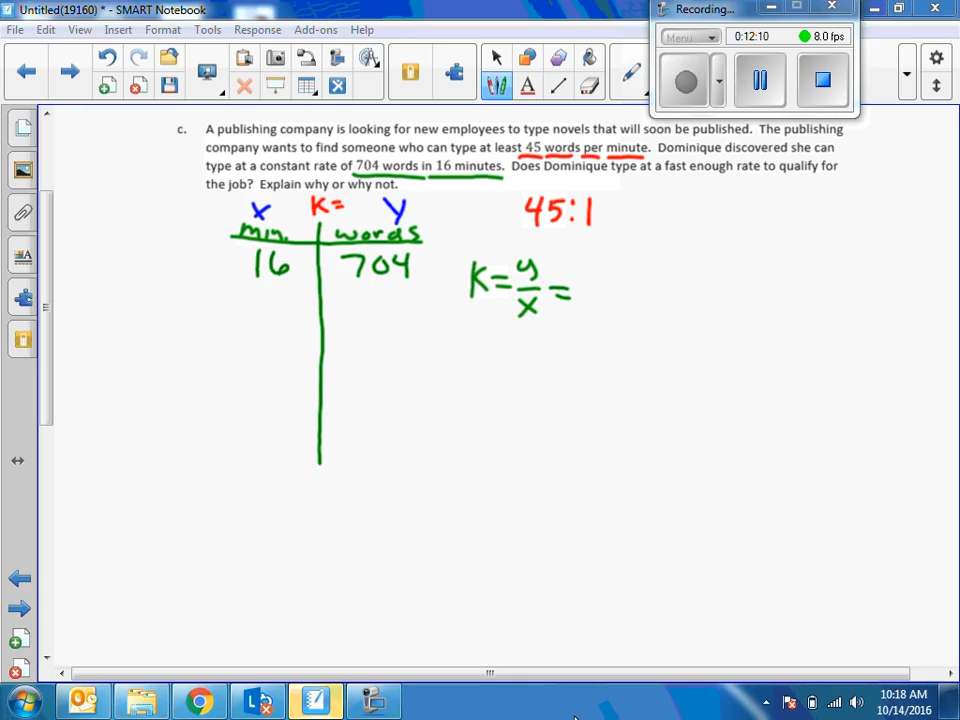 Untitled(19160) * - SMART Notebook
Recording...
File Edit View Insert Format Tools Response Add-ons Help
Menu 0:12:10 8.0 fps
c. A publishing company is looking for new employees to type novels that will soon be published. The publishing
company wants to find someone who can type at least 45 words per minute. Dominique discovered she can
type at a constant rate of 704 words in 16 minutes. Does Dominique type at a fast enough rate to qualify for
the job? Explain why or why not.
x K= y 45:1
min. words
16 704 K=y/x=
10:18 AM
10/14/2016